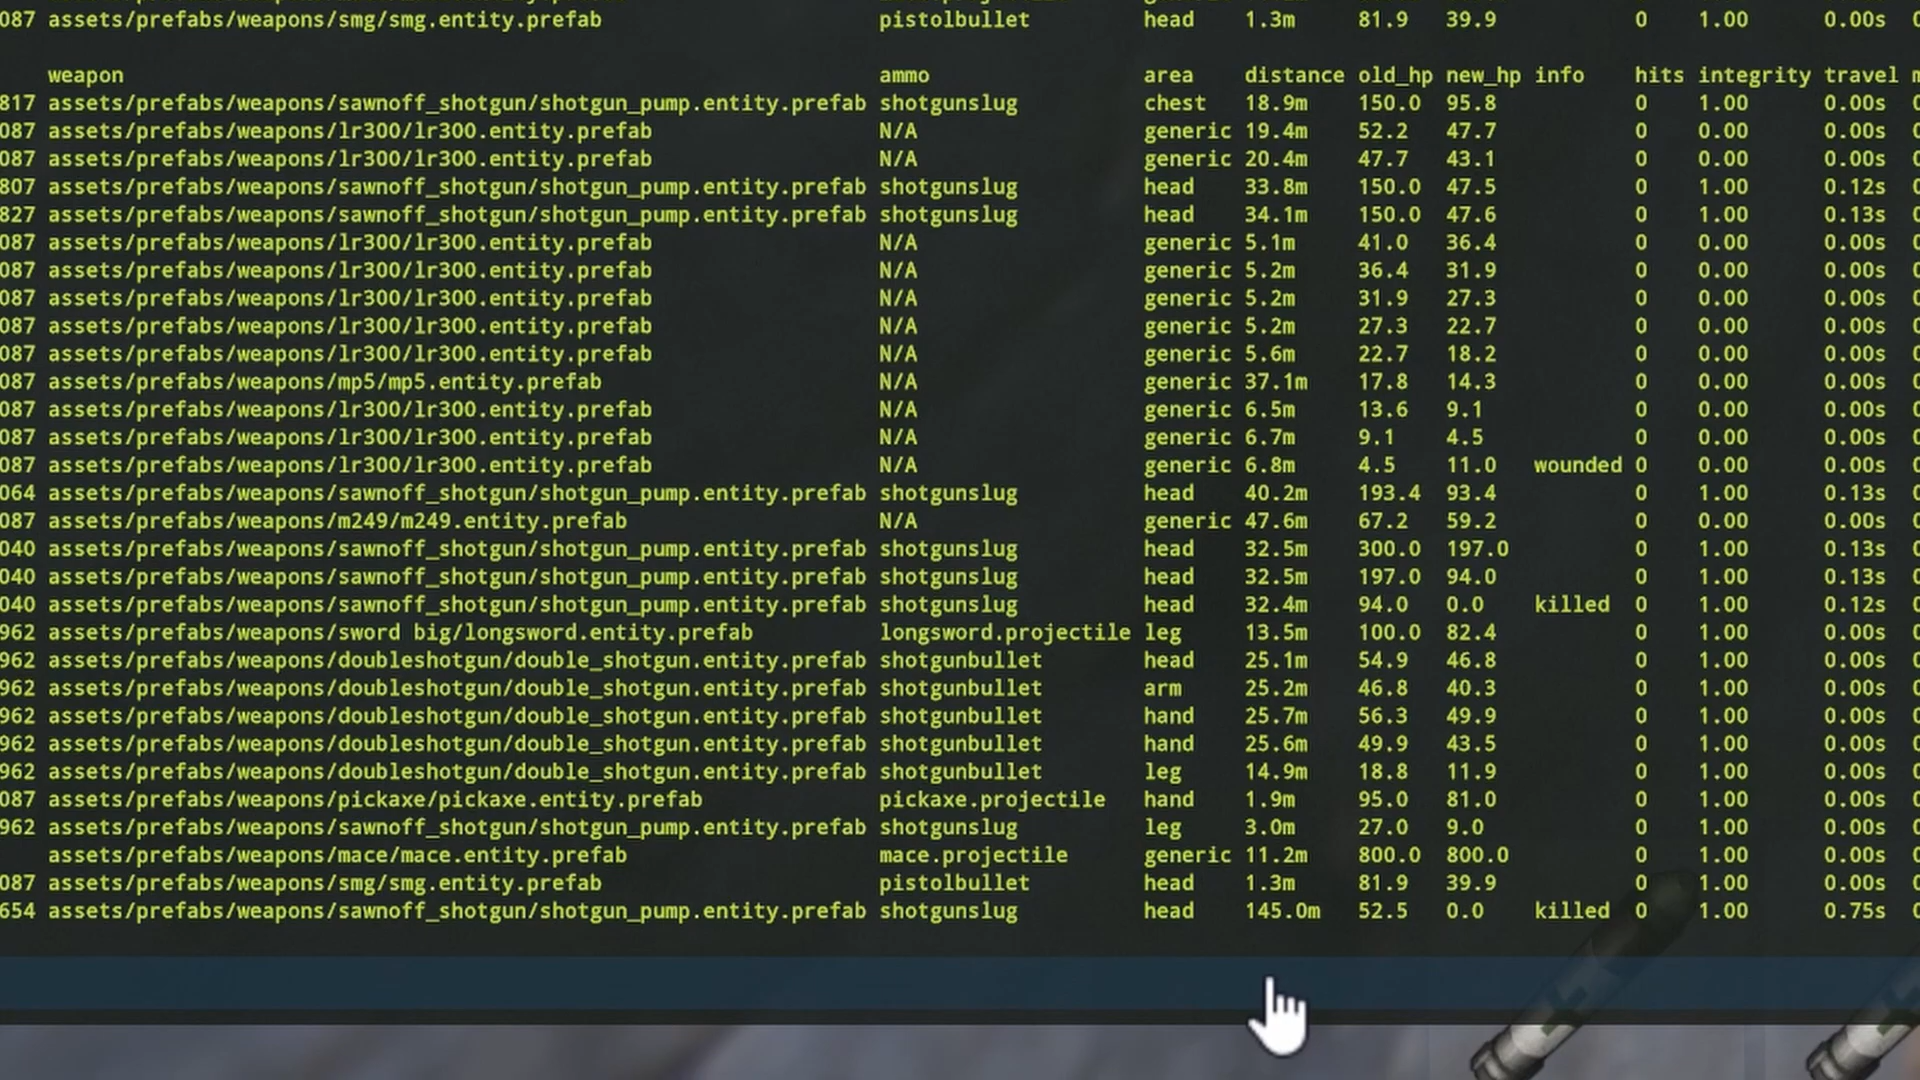 087 assets/prefabs/weapons/smg/smg.entity.prefab pistolbullet head 1.3m 81.9 39.9 0 1.00 0.00s
weapon ammo area distance old_hp new_hp info hits integrity travel
817 assets/prefabs/weapons/sawnoff_shotgun/shotgun_pump.entity.prefab shotgunslug chest 18.9m 150.0 95.8 0 1.00 0.00s
087 assets/prefabs/weapons/lr300/lr300.entity.prefab N/A generic 19.4m 52.2 47.7 0 0.00 0.00s
087 assets/prefabs/weapons/lr300/lr300.entity.prefab N/A generic 20.4m 47.7 43.1 0 0.00 0.00s
807 assets/prefabs/weapons/sawnoff_shotgun/shotgun_pump.entity.prefab shotgunslug head 33.8m 150.0 47.5 0 1.00 0.12s
827 assets/prefabs/weapons/sawnoff_shotgun/shotgun_pump.entity.prefab shotgunslug head 34.1m 150.0 47.6 0 1.00 0.13s
087 assets/prefabs/weapons/lr300/lr300.entity.prefab N/A generic 5.1m 41.0 36.4 0 0.00 0.00s
087 assets/prefabs/weapons/lr300/lr300.entity.prefab N/A generic 5.2m 36.4 31.9 0 0.00 0.00s
087 assets/prefabs/weapons/lr300/lr300.entity.prefab N/A generic 5.2m 31.9 27.3 0 0.00 0.00s
087 assets/prefabs/weapons/lr300/lr300.entity.prefab N/A generic 5.2m 27.3 22.7 0 0.00 0.00s
087 assets/prefabs/weapons/lr300/lr300.entity.prefab N/A generic 5.6m 22.7 18.2 0 0.00 0.00s
087 assets/prefabs/weapons/mp5/mp5.entity.prefab N/A generic 37.1m 17.8 14.3 0 0.00 0.00s
087 assets/prefabs/weapons/lr300/lr300.entity.prefab N/A generic 6.5m 13.6 9.1 0 0.00 0.00s
087 assets/prefabs/weapons/lr300/lr300.entity.prefab N/A generic 6.7m 9.1 4.5 0 0.00 0.00s
087 assets/prefabs/weapons/lr300/lr300.entity.prefab N/A generic 6.8m 4.5 11.0 wounded 0 0.00 0.00s
064 assets/prefabs/weapons/sawnoff_shotgun/shotgun_pump.entity.prefab shotgunslug head 40.2m 193.4 93.4 0 1.00 0.13s
087 assets/prefabs/weapons/m249/m249.entity.prefab N/A generic 47.6m 67.2 59.2 0 0.00 0.00s
040 assets/prefabs/weapons/sawnoff_shotgun/shotgun_pump.entity.prefab shotgunslug head 32.5m 300.0 197.0 0 1.00 0.13s
040 assets/prefabs/weapons/sawnoff_shotgun/shotgun_pump.entity.prefab shotgunslug head 32.5m 197.0 94.0 0 1.00 0.13s
040 assets/prefabs/weapons/sawnoff_shotgun/shotgun_pump.entity.prefab shotgunslug head 32.4m 94.0 0.0 killed 0 1.00 0.12s
962 assets/prefabs/weapons/sword big/longsword.entity.prefab longsword.projectile leg 13.5m 100.0 82.4 0 1.00 0.00s
962 assets/prefabs/weapons/doubleshotgun/double_shotgun.entity.prefab shotgunbullet head 25.1m 54.9 46.8 0 1.00 0.00s
962 assets/prefabs/weapons/doubleshotgun/double_shotgun.entity.prefab shotgunbullet arm 25.2m 46.8 40.3 0 1.00 0.00s
962 assets/prefabs/weapons/doubleshotgun/double_shotgun.entity.prefab shotgunbullet hand 25.7m 56.3 49.9 0 1.00 0.00s
962 assets/prefabs/weapons/doubleshotgun/double_shotgun.entity.prefab shotgunbullet hand 25.6m 49.9 43.5 0 1.00 0.00s
962 assets/prefabs/weapons/doubleshotgun/double_shotgun.entity.prefab shotgunbullet leg 14.9m 18.8 11.9 0 1.00 0.00s
087 assets/prefabs/weapons/pickaxe/pickaxe.entity.prefab pickaxe.projectile hand 1.9m 95.0 81.0 0 1.00 0.00s
962 assets/prefabs/weapons/sawnoff_shotgun/shotgun_pump.entity.prefab shotgunslug leg 3.0m 27.0 9.0 0 1.00 0.00s
assets/prefabs/weapons/mace/mace.entity.prefab mace.projectile generic 11.2m 800.0 800.0 0 1.00 0.00s
087 assets/prefabs/weapons/smg/smg.entity.prefab pistolbullet head 1.3m 81.9 39.9 0 1.00 0.00s
654 assets/prefabs/weapons/sawnoff_shotgun/shotgun_pump.entity.prefab shotgunslug head 145.0m 52.5 0.0 killed 0 1.00 0.75s